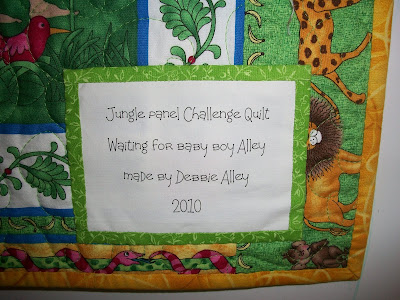 Jungle panel Challenge Quilt
Waiting for baby boy Alley
made by Debbie Alley
2010